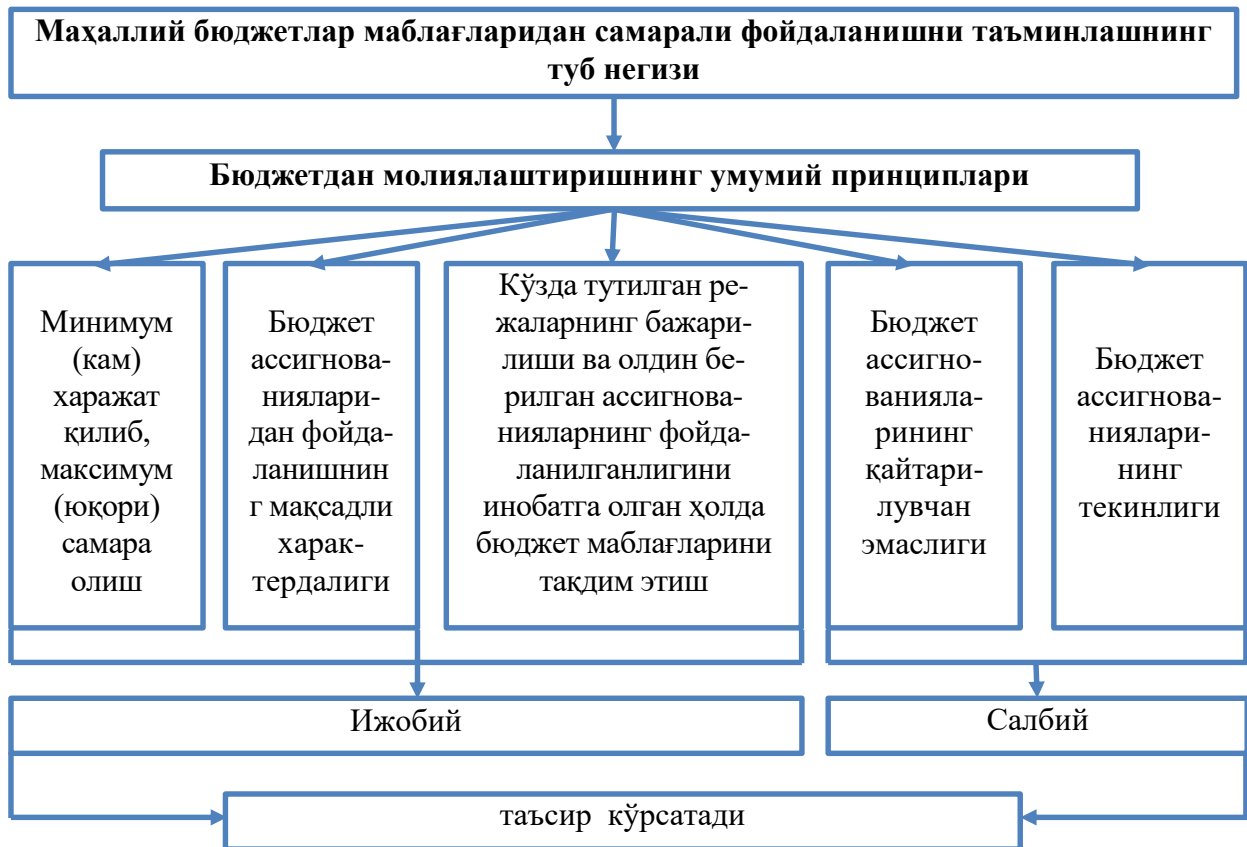 Маҳаллий бюджетлар маблағларидан самарали фойдаланишни таъминлашнинг
туб негизи
Бюджетдан молиялаштиришнинг умумий принциплари
Минимум
(кам)
харажат
қилиб,
максимум
(юқори)
самара
олиш
Бюджет
ассигнова-
ниялари-
дан фойда-
ланишнин
г мақсадли
харак-
тердалиги
Кўзда тутилган ре-
жаларнинг бажари-
лиши ва олдин бе-
рилган ассигнова-
нияларнинг фойда-
ланилганлигини
инобатга олган ҳолда
бюджет маблағларини
тақдим этиш
Бюджет
ассигно-
ванияла-
рининг
қайтари-
лувчан
эмаслиги
Бюджет
ассигнова-
нияларининг
текинлиги
Ижобий
Салбий
таъсир кўрсатади